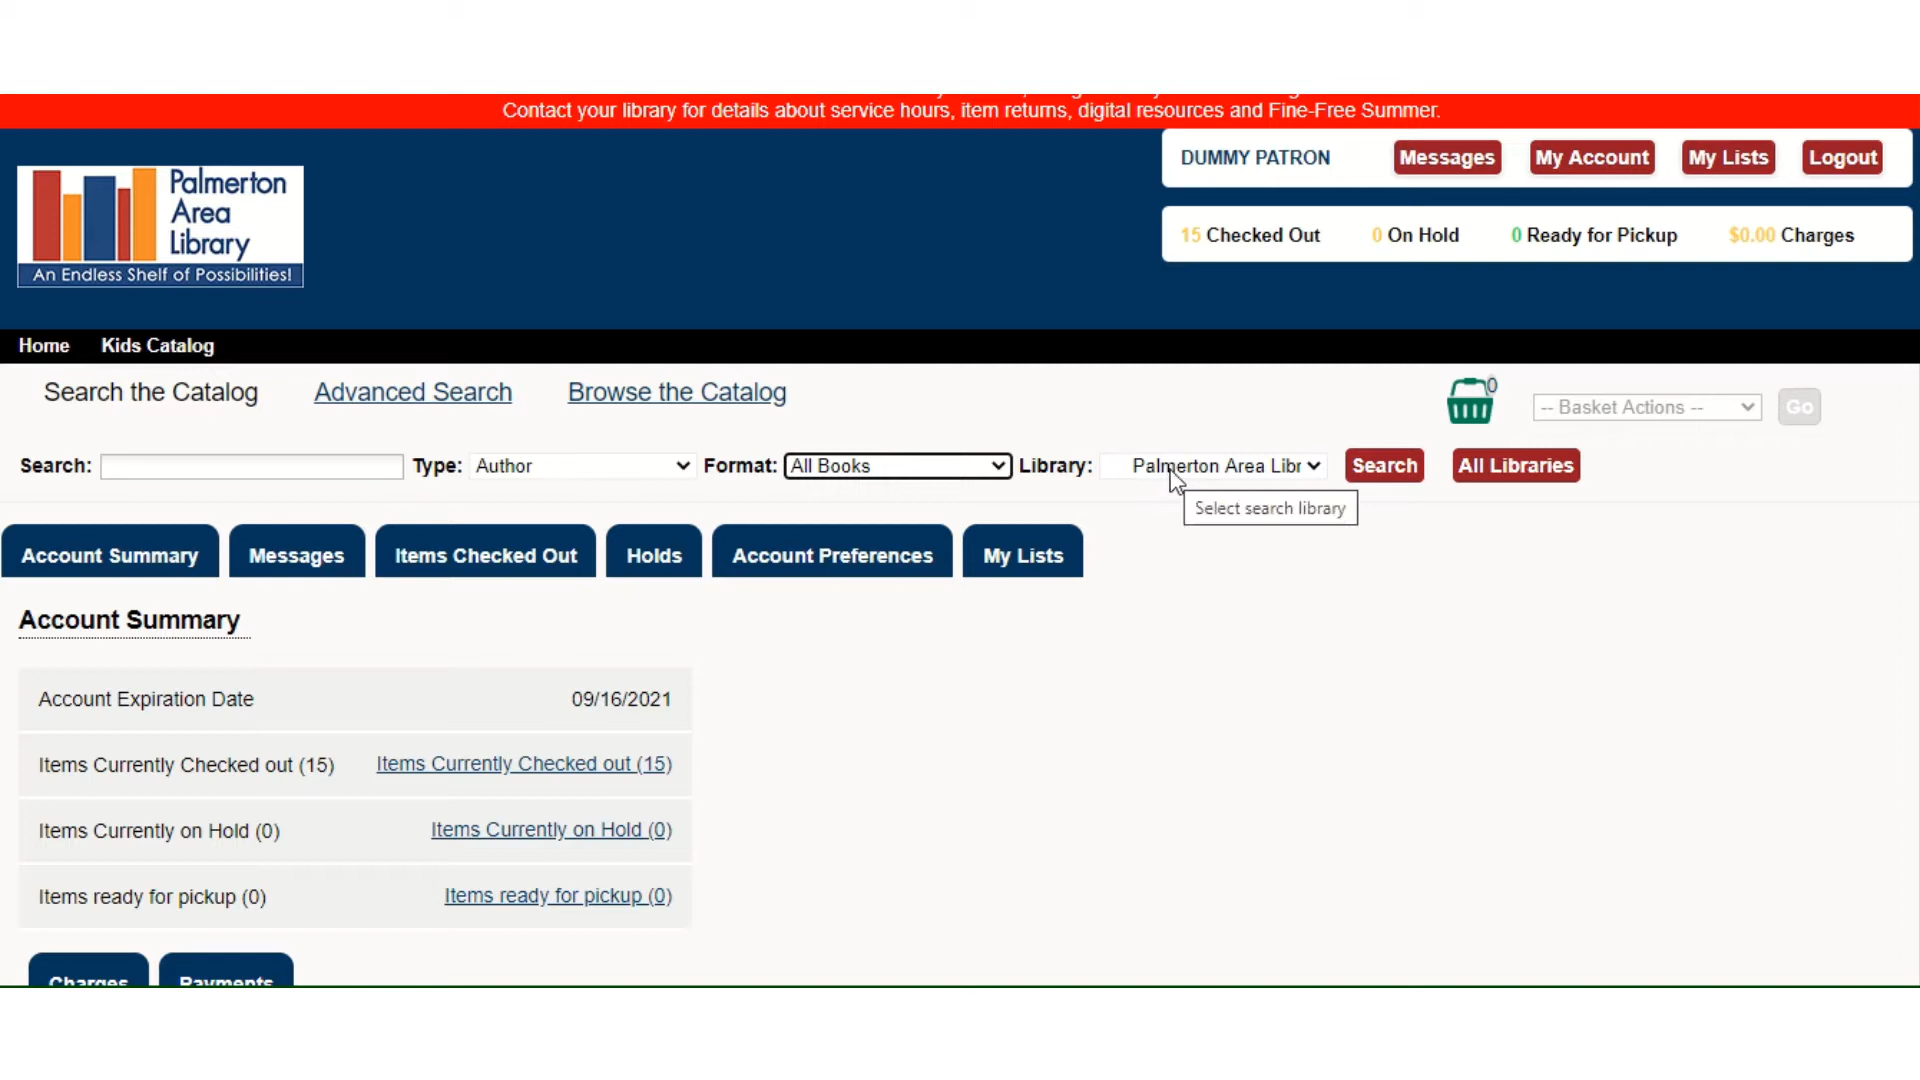 Contact your library for details about service hours, item returns, digital resources and Fine-Free Summer.
DUMMY PATRON Messages My Account My Lists Logout
Palmerton
Area
Library
An Endless Shelf of Possibilities!
15 Checked Out 0 On Hold 0 Ready for Pickup $0.00 Charges
Home Kids Catalog
Search the Catalog Advanced Search Browse the Catalog 0 -- Basket Actions -- Go
Search: Type: Author Format: All Books Library: Palmerton Area Libr Search All Libraries
Select search library
Account Summary Messages Items Checked Out Holds Account Preferences My Lists
Account Summary
Account Expiration Date 09/16/2021
Items Currently Checked out (15) Items Currently Checked out (15)
Items Currently on Hold (0) Items Currently on Hold (0)
Items ready for pickup (0) Items ready for pickup (0)
Charges Payments